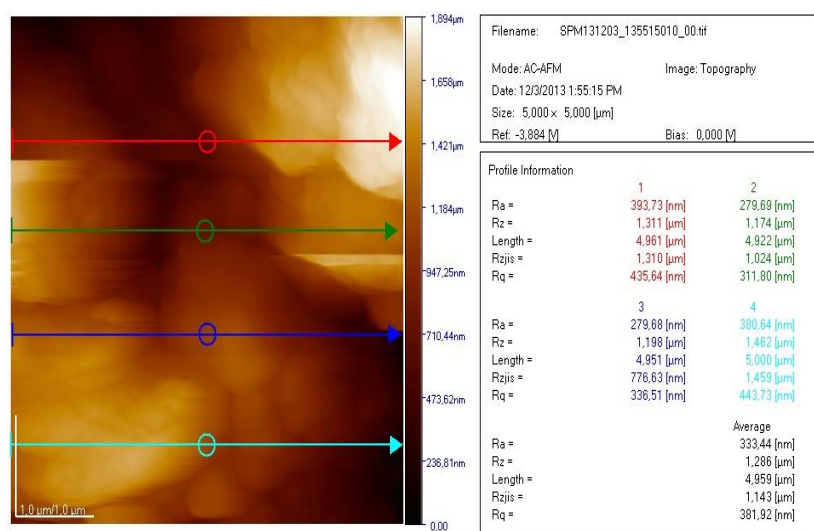 1,894µm
1,658µm
1,421µm
1,184µm
947,25nm
710,44nm
473,62nm
236,81nm
0,00
1,0 µm/1,0 µm
Filename: SPM131203_135515010_00.tif
Mode: AC-AFM Image: Topography
Date: 12/3/2013 1:55:15 PM
Size: 5,000 x 5,000 [µm]
Ref: -3,884 [V] Bias: 0,000 [V]
Profile Information
1 2
Ra = 393,73 [nm] 279,69 [nm]
Rz = 1,311 [µm] 1,174 [µm]
Length = 4,961 [µm] 4,922 [µm]
Rzjis = 1,310 [µm] 1,024 [µm]
Rq = 435,64 [nm] 311,80 [nm]
3 4
Ra = 279,68 [nm] 380,64 [nm]
Rz = 1,198 [µm] 1,462 [µm]
Length = 4,951 [µm] 5,000 [µm]
Rzjis = 776,63 [nm] 1,459 [µm]
Rq = 336,51 [nm] 443,73 [nm]
Average
Ra = 333,44 [nm]
Rz = 1,286 [µm]
Length = 4,959 [µm]
Rzjis = 1,143 [µm]
Rq = 381,92 [nm]